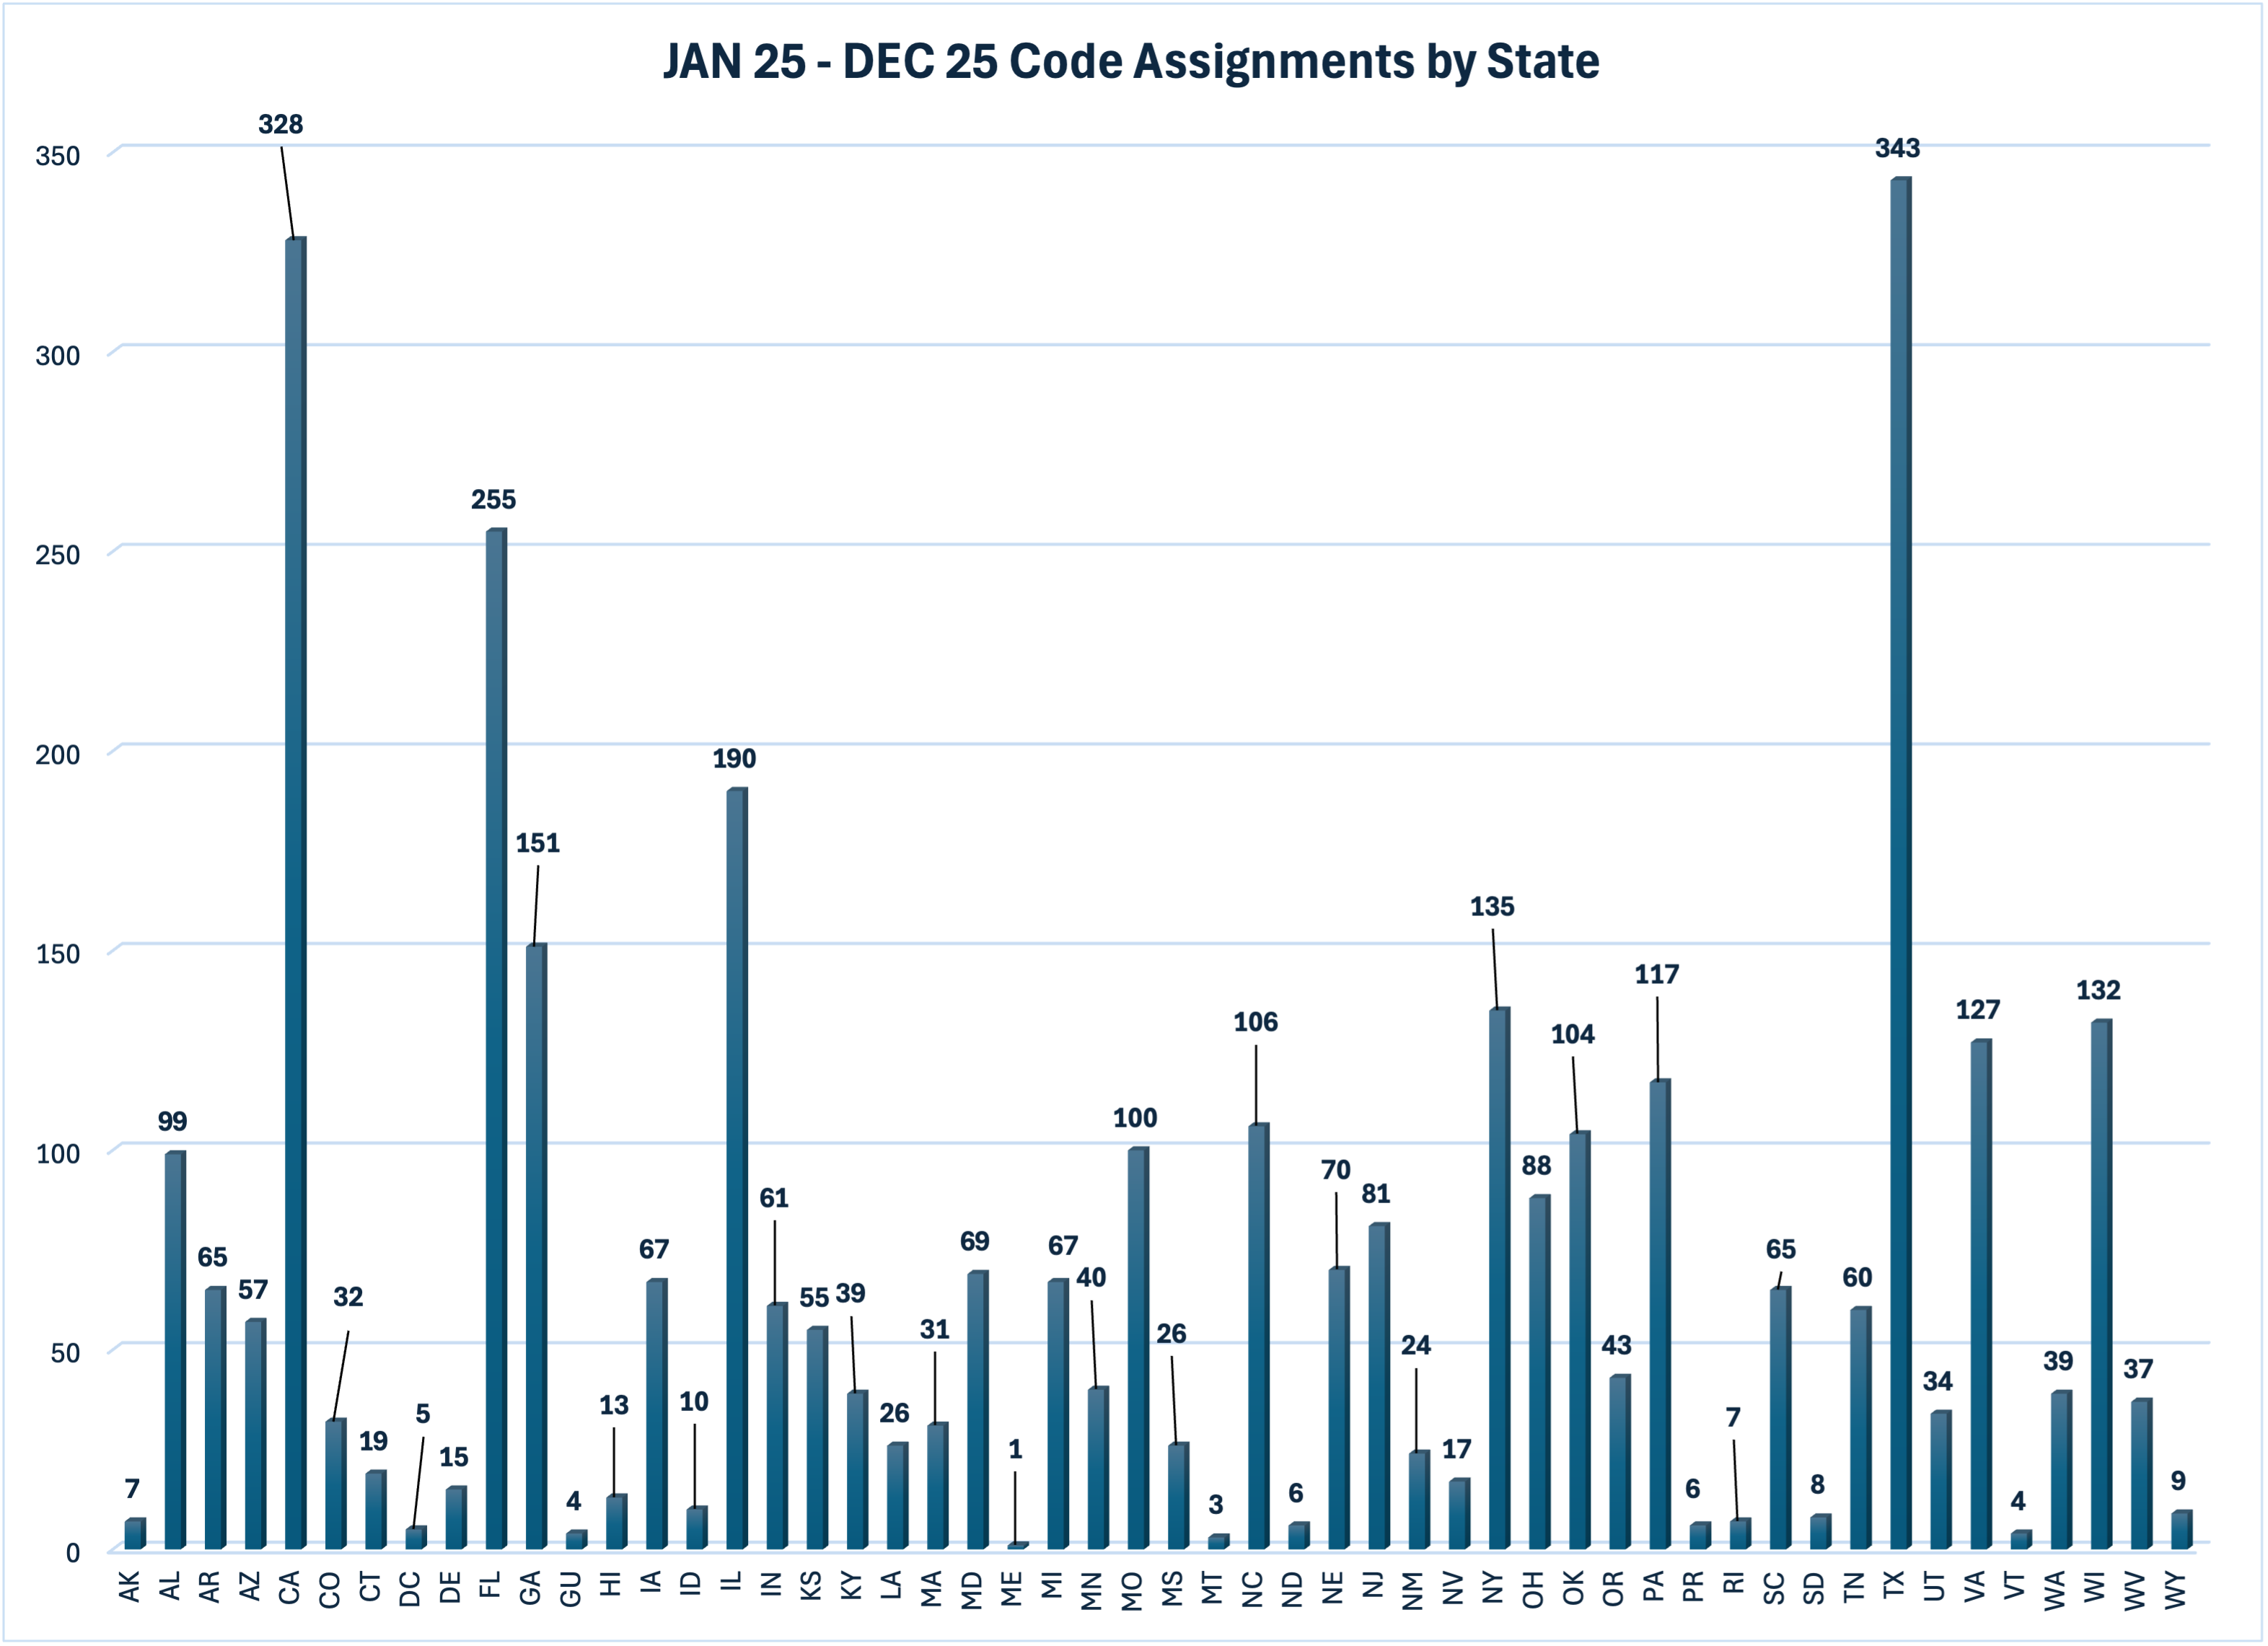 JAN 25 - DEC 25 Code Assignments by State
350
300
250
200
150
100
50
0
7
99
65
57
328
32
19
5
15
255
151
4
13
67
10
190
61
55
39
26
31
69
1
67
40
100
26
3
106
6
70
81
24
17
135
88
104
43
117
6
7
65
8
60
343
34
127
4
39
132
37
9
AK
AL
AR
AZ
CA
CO
CT
DC
DE
FL
GA
GU
HI
IA
ID
IL
IN
KS
KY
LA
MA
MD
ME
MI
MN
MO
MS
MT
NC
ND
NE
NJ
NM
NV
NY
OH
OK
OR
PA
PR
RI
SC
SD
TN
TX
UT
VA
VT
WA
WI
WV
WY